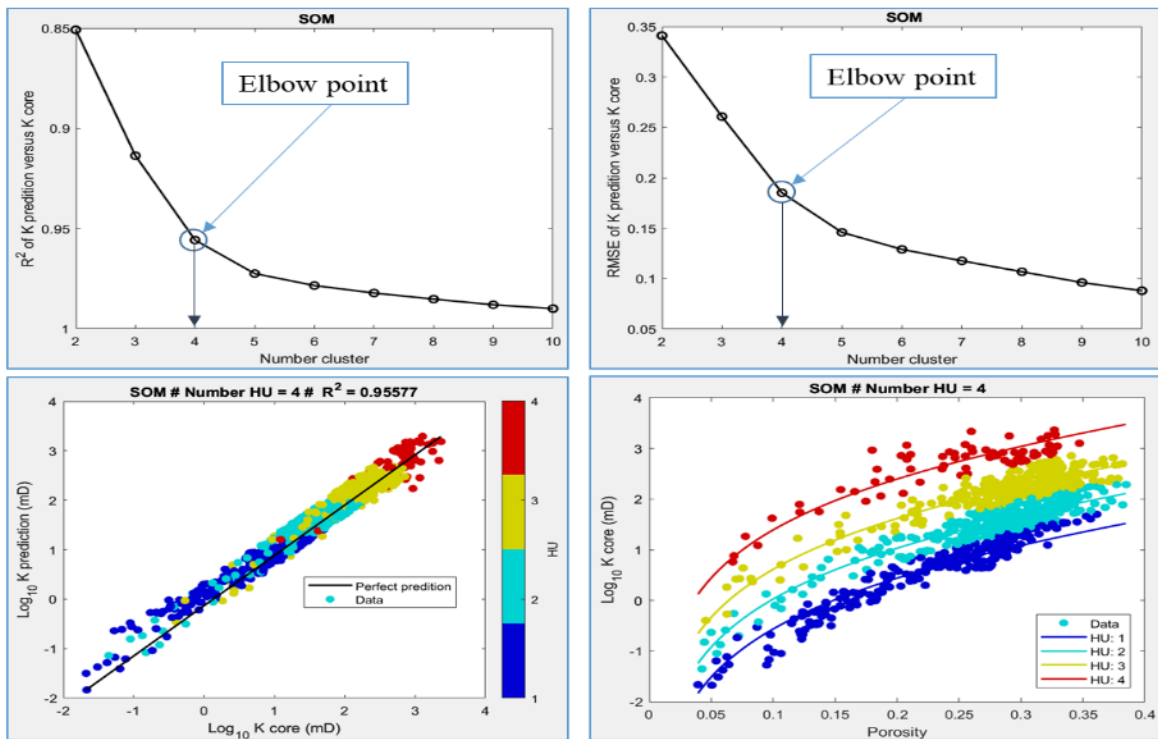 SOM
0.85
0.9
0.95
1
R² of K predition versus K core
Elbow point
2 3 4 5 6 7 8 9 10
Number cluster
SOM
0.35
0.3
0.25
0.2
0.15
0.1
0.05
RMSE of K predition versus K core
Elbow point
2 3 4 5 6 7 8 9 10
Number cluster
SOM # Number HU = 4 # R² = 0.95577
4
3
2
1
0
-1
-2
Log₁₀ K prediction (mD)
Perfect predition
Data
-2 -1 0 1 2 3 4
Log₁₀ K core (mD)
4
3
2
1
HU
SOM # Number HU = 4
4
3
2
1
0
-1
-2
Log₁₀ K core (mD)
Data
HU: 1
HU: 2
HU: 3
HU: 4
0 0.05 0.1 0.15 0.2 0.25 0.3 0.35 0.4
Porosity